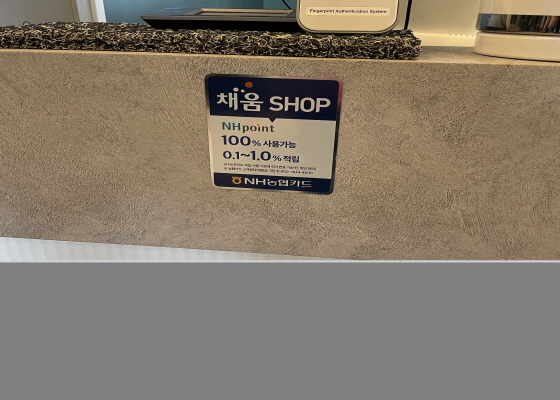 Fingerprint Authentication System
채움 SHOP
NHpoint
100% 사용가능
0.1~1.0% 적립
NH농협카드